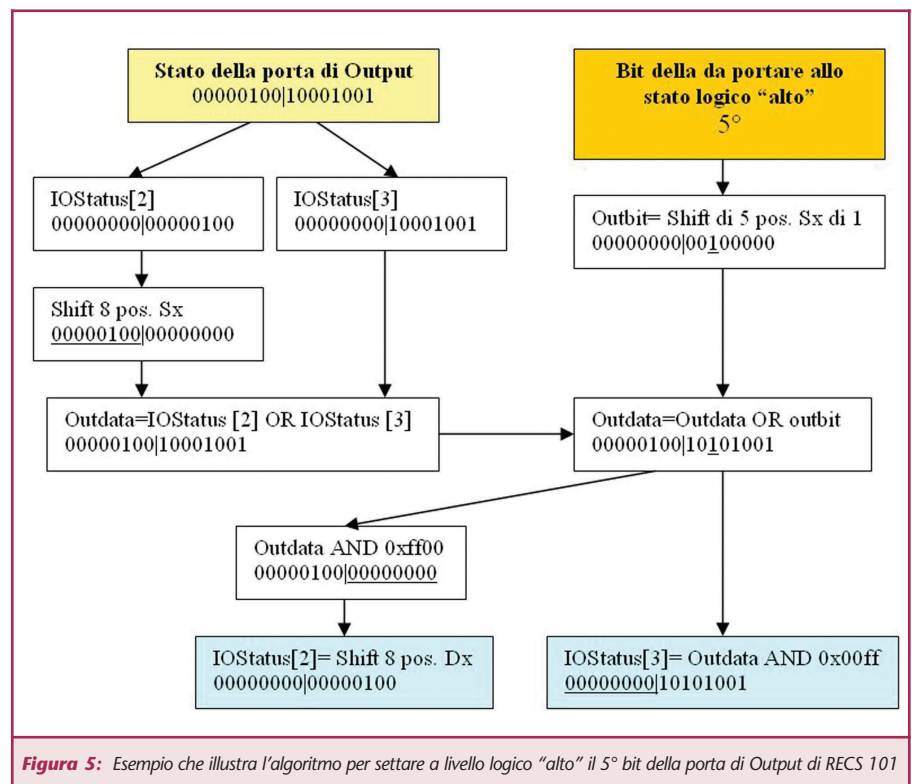 Stato della porta di Output
00000100|10001001
Bit della da portare allo
stato logico “alto”
5°
IOStatus[2]
00000000|00000100
IOStatus[3]
00000000|10001001
Outbit= Shift di 5 pos. Sx di 1
00000000|00100000
Shift 8 pos. Sx
00000100|00000000
Outdata=IOStatus [2] OR IOStatus [3]
00000100|10001001
Outdata=Outdata OR outbit
00000100|10101001
Outdata AND 0xff00
00000100|00000000
IOStatus[2]= Shift 8 pos. Dx
00000000|00000100
IOStatus[3]= Outdata AND 0x00ff
00000000|10101001
Figura 5: Esempio che illustra l’algoritmo per settare a livello logico “alto” il 5° bit della porta di Output di RECS 101